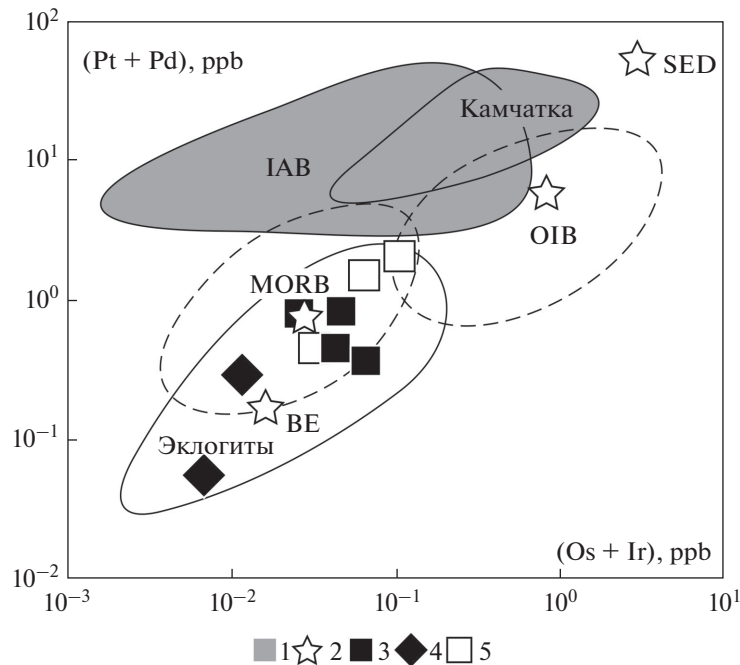 10²
(Pt + Pd), ppb
SED
Камчатка
10¹
IAB
OIB
MORB
10⁰
BE
10⁻¹
Эклогиты
(Os + Ir), ppb
10⁻²
10⁻³ 10⁻² 10⁻¹ 10⁰ 10¹
1 2 3 4 5